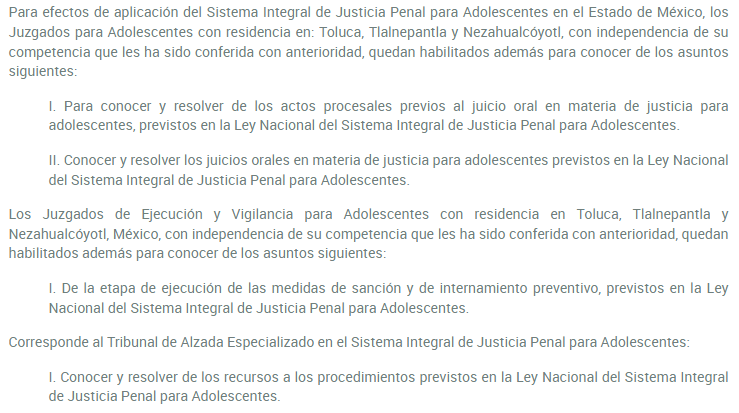 Para efectos de aplicación del Sistema Integral de Justicia Penal para Adolescentes en el Estado de México, los
Juzgados para Adolescentes con residencia en: Toluca, Tlalnepantla y Nezahualcóyotl, con independencia de su
competencia que les ha sido conferida con anterioridad, quedan habilitados además para conocer de los asuntos
siguientes:
I. Para conocer y resolver de los actos procesales previos al juicio oral en materia de justicia para
adolescentes, previstos en la Ley Nacional del Sistema Integral de Justicia Penal para Adolescentes.
II. Conocer y resolver los juicios orales en materia de justicia para adolescentes previstos en la Ley Nacional
del Sistema Integral de Justicia Penal para Adolescentes.
Los Juzgados de Ejecución y Vigilancia para Adolescentes con residencia en Toluca, Tlalnepantla y
Nezahualcóyotl, México, con independencia de su competencia que les ha sido conferida con anterioridad, quedan
habilitados además para conocer de los asuntos siguientes:
I. De la etapa de ejecución de las medidas de sanción y de internamiento preventivo, previstos en la Ley
Nacional del Sistema Integral de Justicia Penal para Adolescentes.
Corresponde al Tribunal de Alzada Especializado en el Sistema Integral de Justicia Penal para Adolescentes:
I. Conocer y resolver de los recursos a los procedimientos previstos en la Ley Nacional del Sistema Integral
de Justicia Penal para Adolescentes.